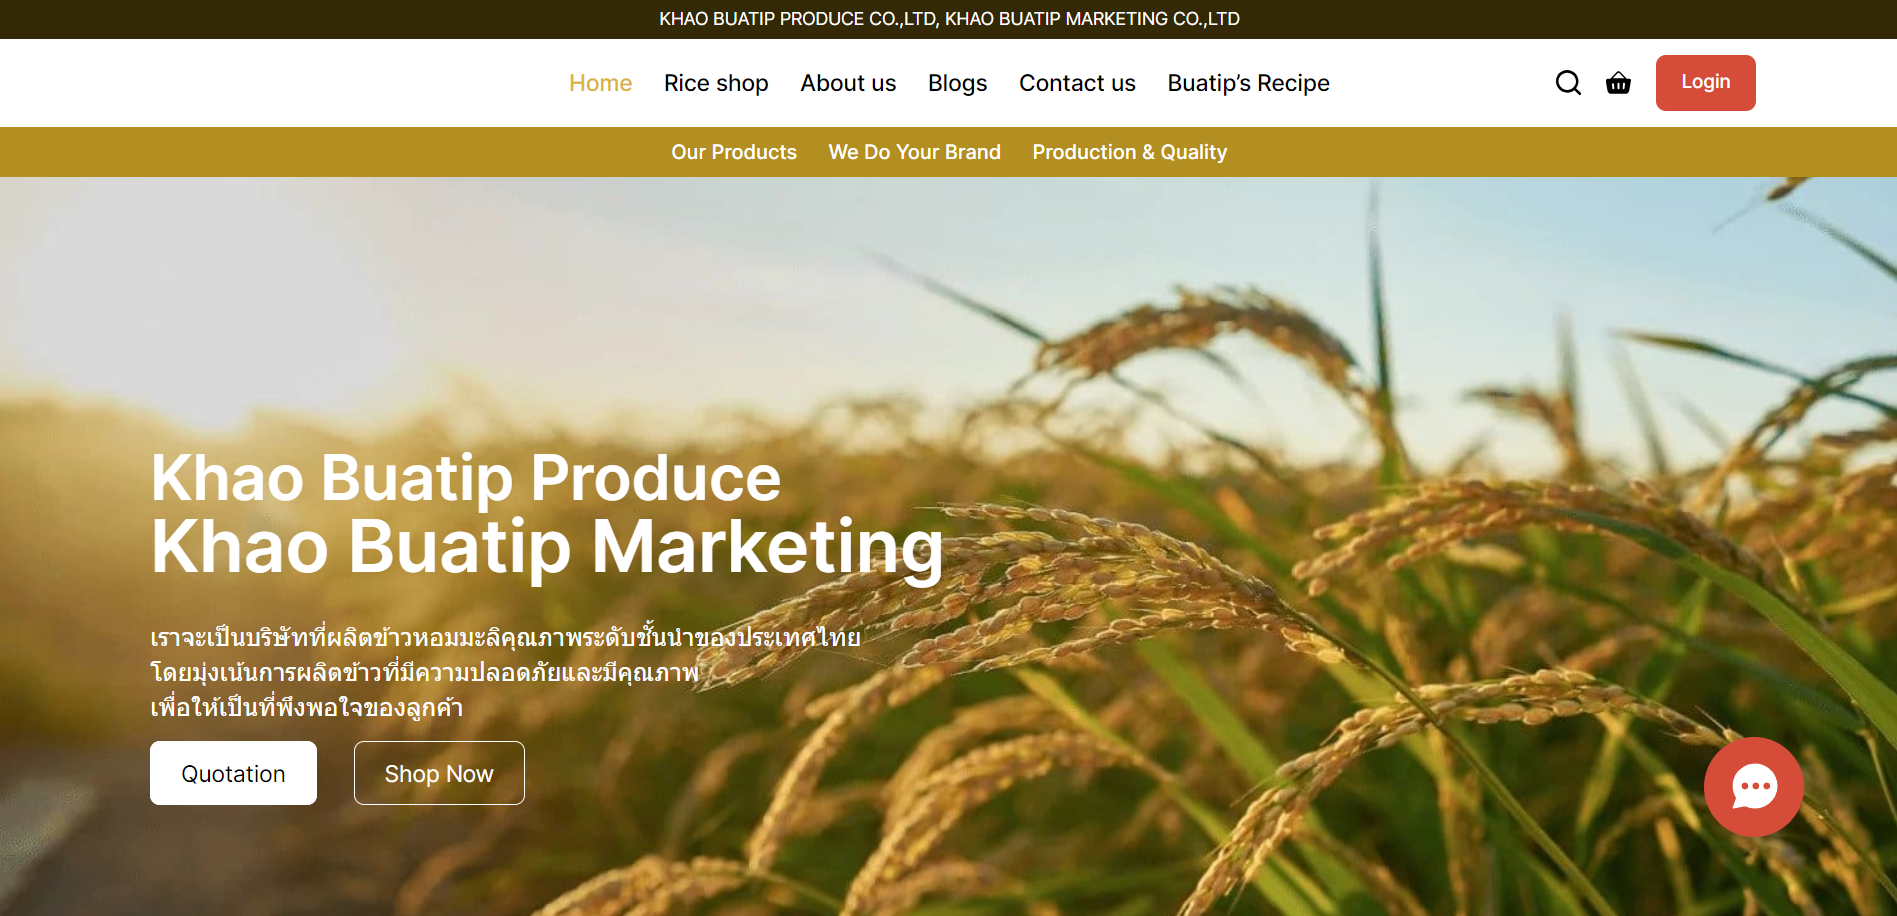 KHAO BUATIP PRODUCE CO.,LTD, KHAO BUATIP MARKETING CO.,LTD
Home Rice shop About us Blogs Contact us Buatip’s Recipe Login
Our Products We Do Your Brand Production & Quality
Khao Buatip Produce
Khao Buatip Marketing
เราจะเป็นบริษัทที่ผลิตข้าวหอมมะลิคุณภาพระดับชั้นนำของประเทศไทย
โดยมุ่งเน้นการผลิตข้าวที่มีความปลอดภัยและมีคุณภาพ
เพื่อให้เป็นที่พึงพอใจของลูกค้า
Quotation Shop Now